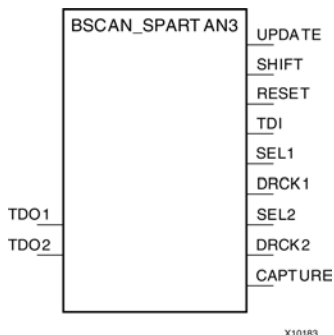 BSCAN_SPARTAN3
UPDATE
SHIFT
RESET
TDI
SEL1
DRCK1
TDO1
SEL2
TDO2
DRCK2
CAPTURE
X10183